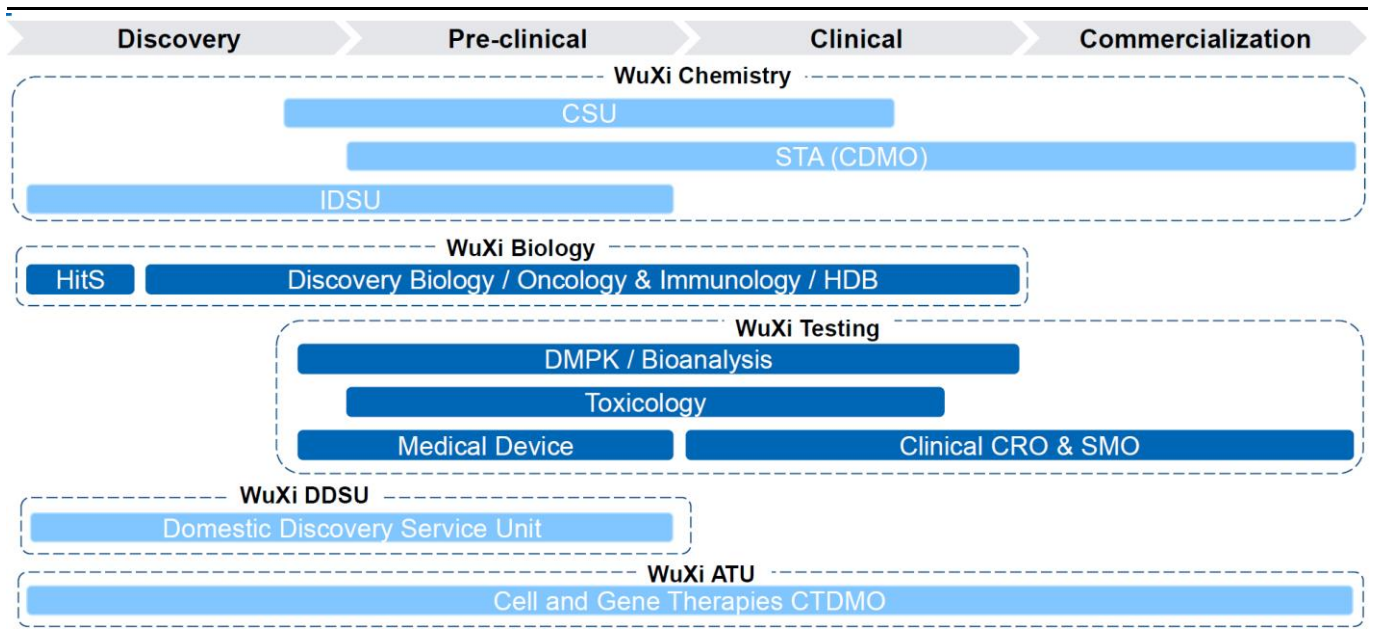 Discovery Pre-clinical Clinical Commercialization
WuXi Chemistry
CSU
STA (CDMO)
IDSU
WuXi Biology
HitS Discovery Biology / Oncology & Immunology / HDB
WuXi Testing
DMPK / Bioanalysis
Toxicology
Medical Device Clinical CRO & SMO
WuXi DDSU
Domestic Discovery Service Unit
WuXi ATU
Cell and Gene Therapies CTDMO